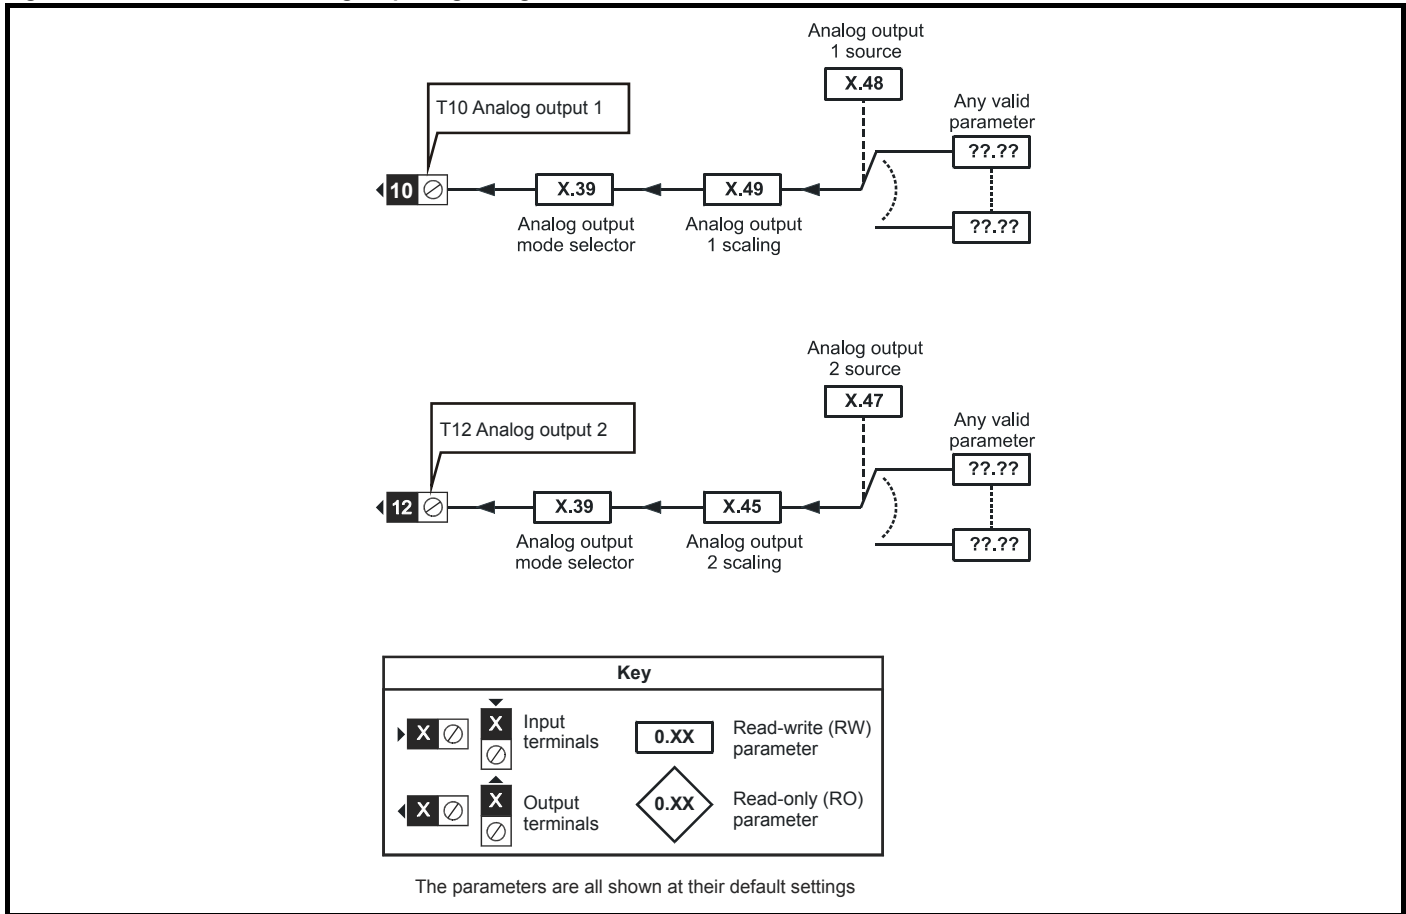 Analog output
1 source
X.48
Any valid
parameter
??.??
T10 Analog output 1
10
X.39
X.49
??.??
Analog output
mode selector
Analog output
1 scaling
Analog output
2 source
X.47
Any valid
parameter
??.??
T12 Analog output 2
12
X.39
X.45
??.??
Analog output
mode selector
Analog output
2 scaling
Key
X
X
Input
terminals
0.XX
Read-write (RW)
parameter
X
X
Output
terminals
0.XX
Read-only (RO)
parameter
The parameters are all shown at their default settings